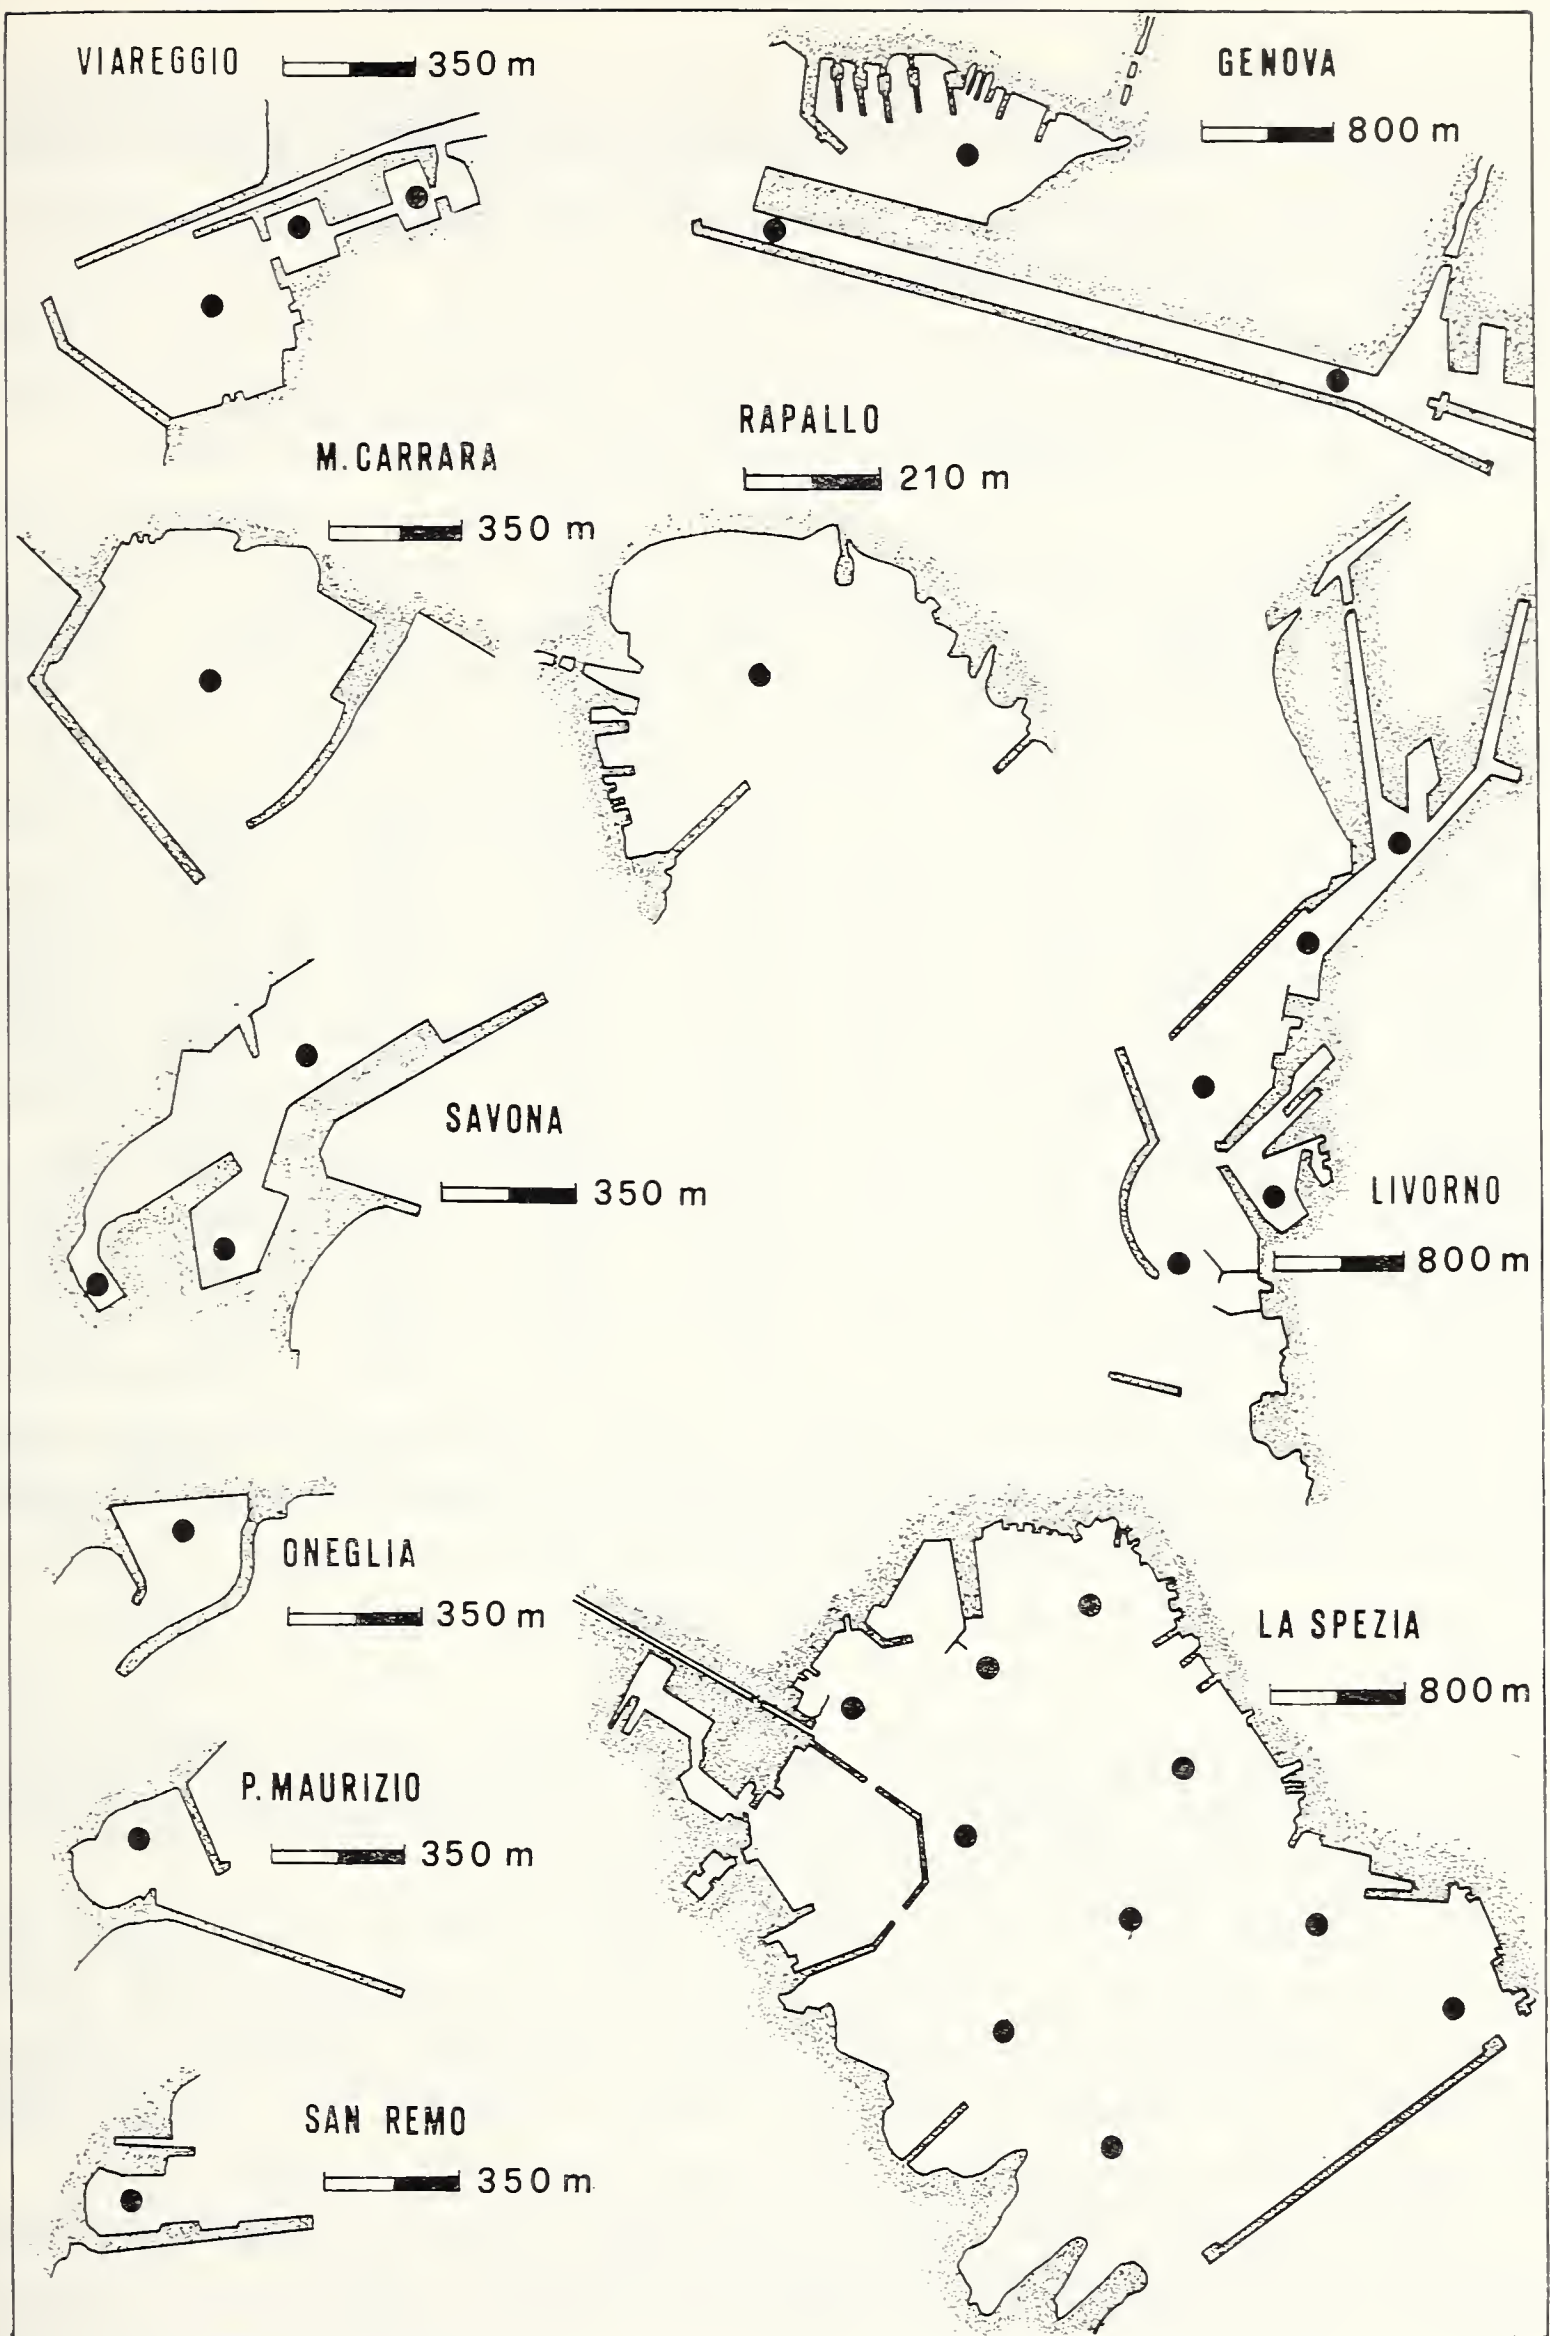 VIAREGGIO
350 m
GENOVA
800 m
RAPALLO
210 m
M. CARRARA
350 m
SAVONA
350 m
LIVORNO
800 m
ONEGLIA
350 m
LA SPEZIA
800 m
P. MAURIZIO
350 m
SAN REMO
350 m